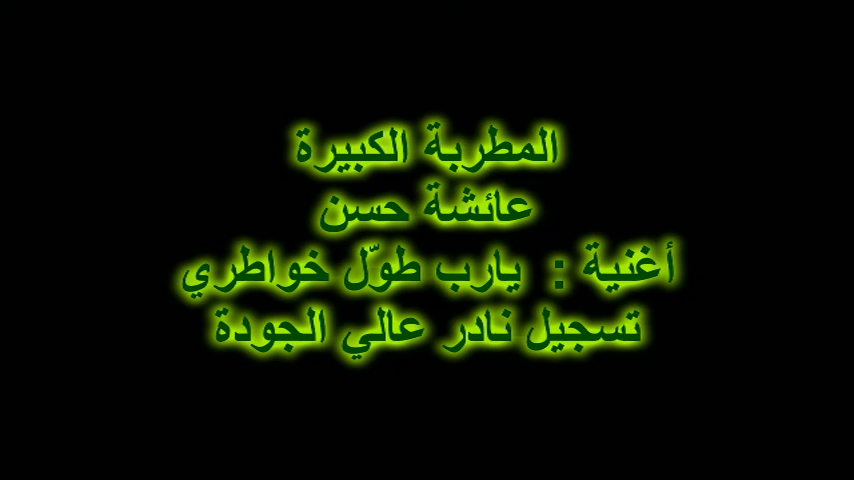 المطربة الكبيرة
عائشة حسن
أغنية : يارب طوّل خواطري
تسجيل نادر عالي الجودة